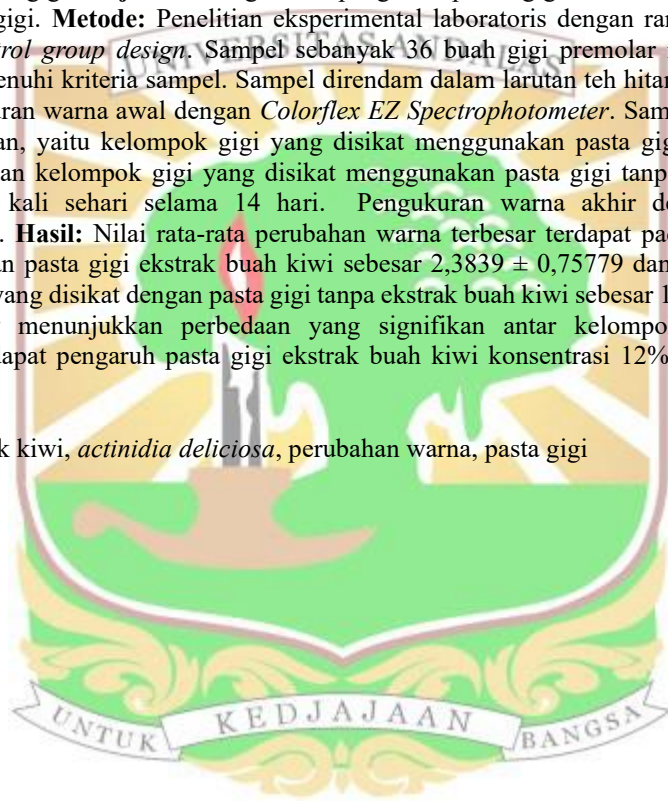 gigi. Metode: Penelitian eksperimental laboratoris dengan ran
trol group design. Sampel sebanyak 36 buah gigi premolar
UNIVERSITAS ANDALAS
enuhi kriteria sampel. Sampel direndam dalam larutan teh hitam
ran warna awal dengan Colorflex EZ Spectrophotometer. Sam
an, yaitu kelompok gigi yang disikat menggunakan pasta gig
an kelompok gigi yang disikat menggunakan pasta gigi tanp
kali sehari selama 14 hari. Pengukuran warna akhir de
. Hasil: Nilai rata-rata perubahan warna terbesar terdapat pa
n pasta gigi ekstrak buah kiwi sebesar 2,3839 ± 0,75779 dan
yang disikat dengan pasta gigi tanpa ekstrak buah kiwi sebesar 1
menunjukkan perbedaan yang signifikan antar kelompo
dapat pengaruh pasta gigi ekstrak buah kiwi konsentrasi 12%
k kiwi, actinidia deliciosa, perubahan warna, pasta gigi
UNTUK KEDJAJAAN BANGSA